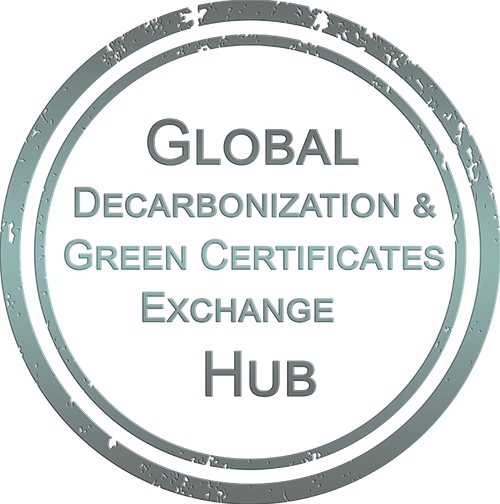 Global
Decarbonization &
Green Certificates
Exchange
Hub